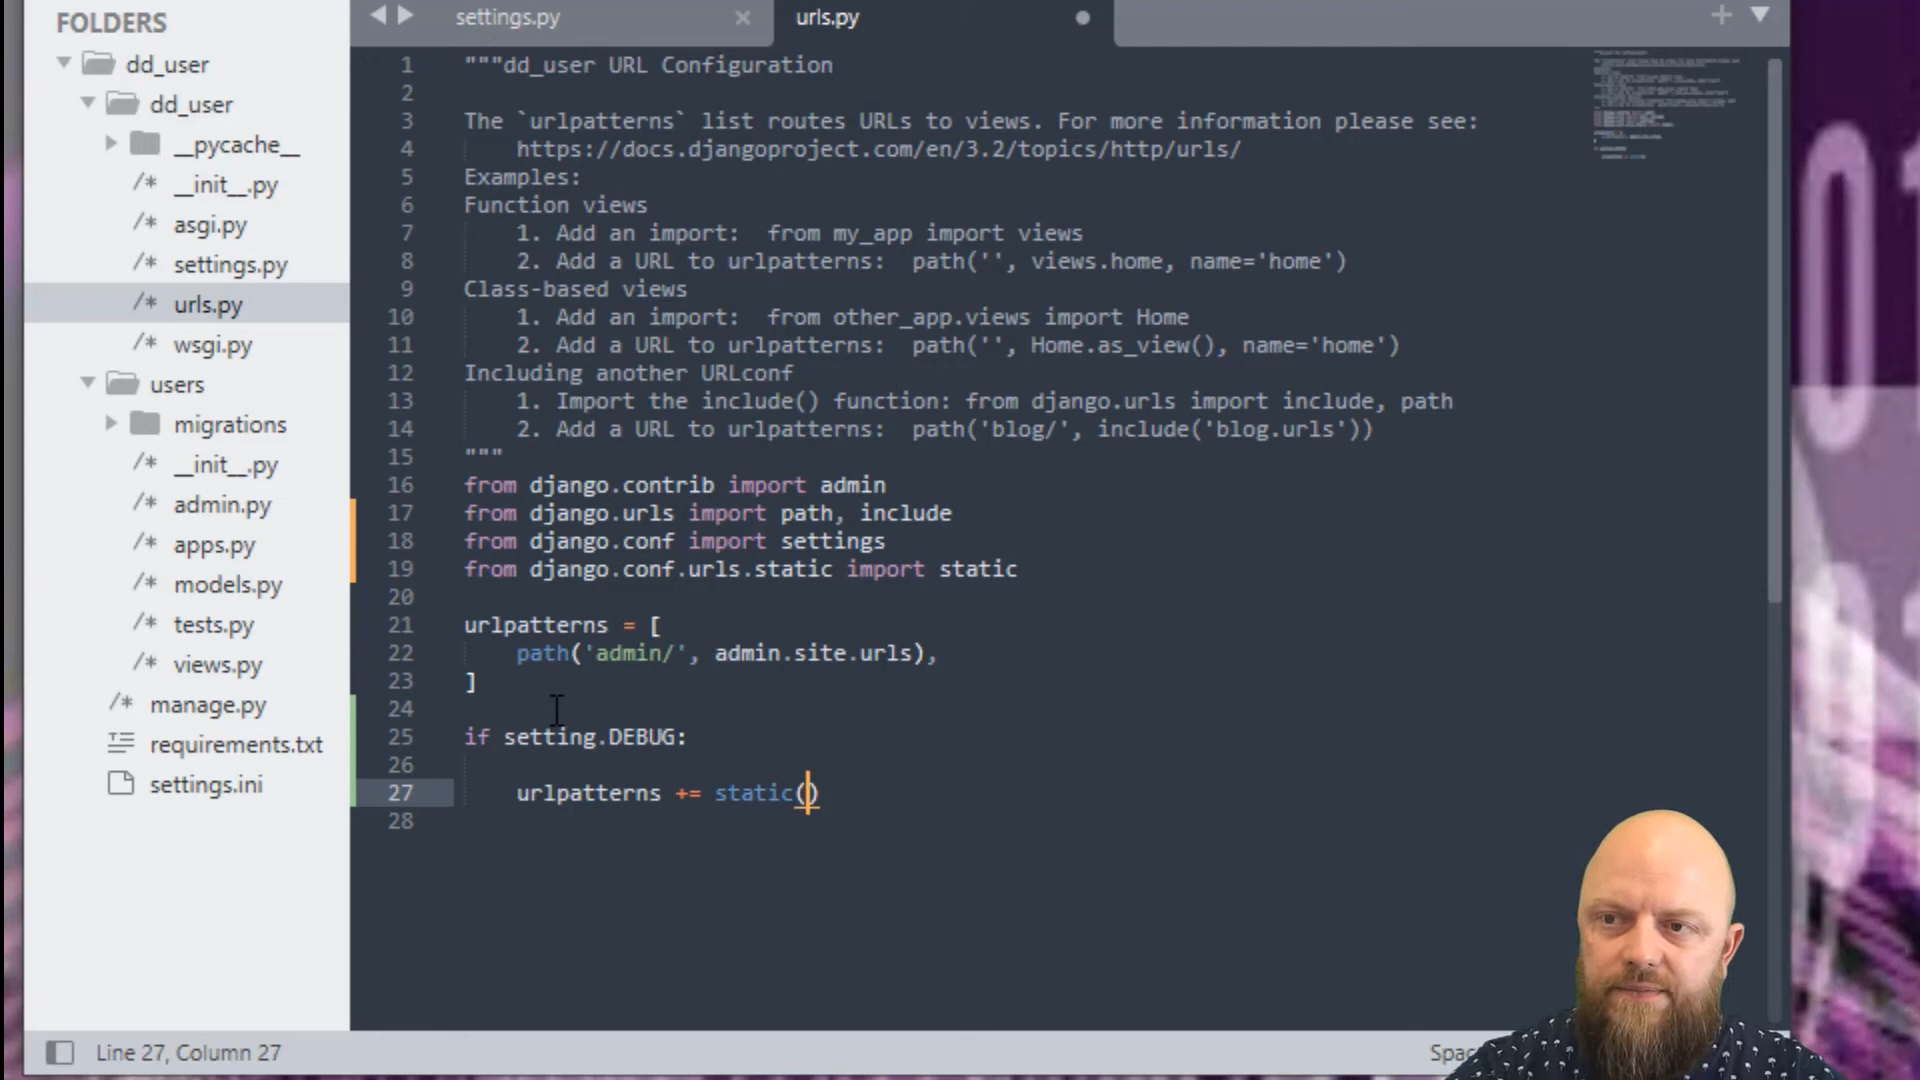 FOLDERS
dd_user
dd_user
__pycache__
/* __init__.py
/* asgi.py
/* settings.py
/* urls.py
/* wsgi.py
users
migrations
/* __init__.py
/* admin.py
/* apps.py
/* models.py
/* tests.py
/* views.py
/* manage.py
requirements.txt
settings.ini
settings.py × urls.py
1 """dd_user URL Configuration
2
3 The `urlpatterns` list routes URLs to views. For more information please see:
4     https://docs.djangoproject.com/en/3.2/topics/http/urls/
5 Examples:
6 Function views
7     1. Add an import:  from my_app import views
8     2. Add a URL to urlpatterns:  path('', views.home, name='home')
9 Class-based views
10     1. Add an import:  from other_app.views import Home
11     2. Add a URL to urlpatterns:  path('', Home.as_view(), name='home')
12 Including another URLconf
13     1. Import the include() function: from django.urls import include, path
14     2. Add a URL to urlpatterns:  path('blog/', include('blog.urls'))
15 """
16 from django.contrib import admin
17 from django.urls import path, include
18 from django.conf import settings
19 from django.conf.urls.static import static
20
21 urlpatterns = [
22     path('admin/', admin.site.urls),
23 ]
24
25 if setting.DEBUG:
26
27     urlpatterns += static()
28
Line 27, Column 27